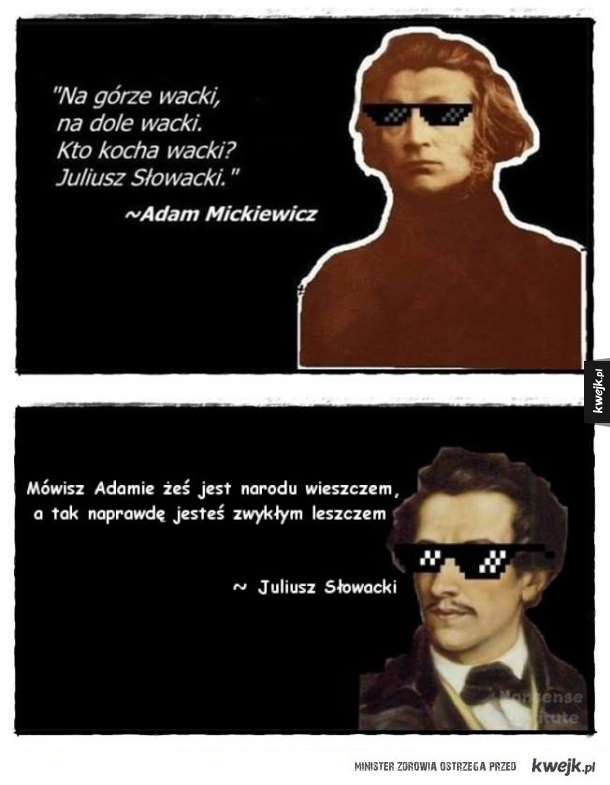 "Na górze wacki,
na dole wacki.
Kto kocha wacki?
Juliusz Słowacki."
~Adam Mickiewicz
kwejk.pl
Mówisz Adamie żeś jest narodu wieszczem,
a tak naprawdę jesteś zwykłym leszczem
~ Juliusz Słowacki
Nonsense
MINISTER ZDROWIA OSTRZEGA PRZED kwejk.pl